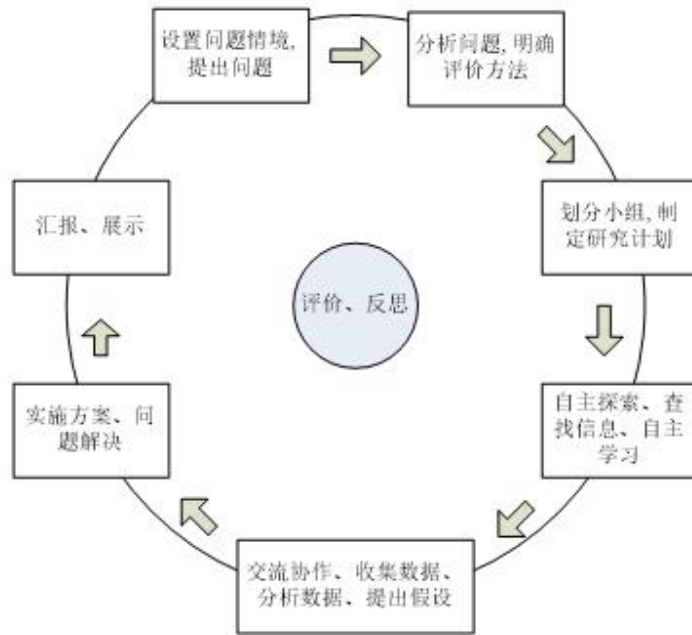 设置问题情境,
提出问题
分析问题,明确
评价方法
划分小组,制
定研究计划
自主探索、查
找信息、自主
学习
交流协作、收集数据、
分析数据、提出假设
实施方案、问
题解决
汇报、展示
评价、反思